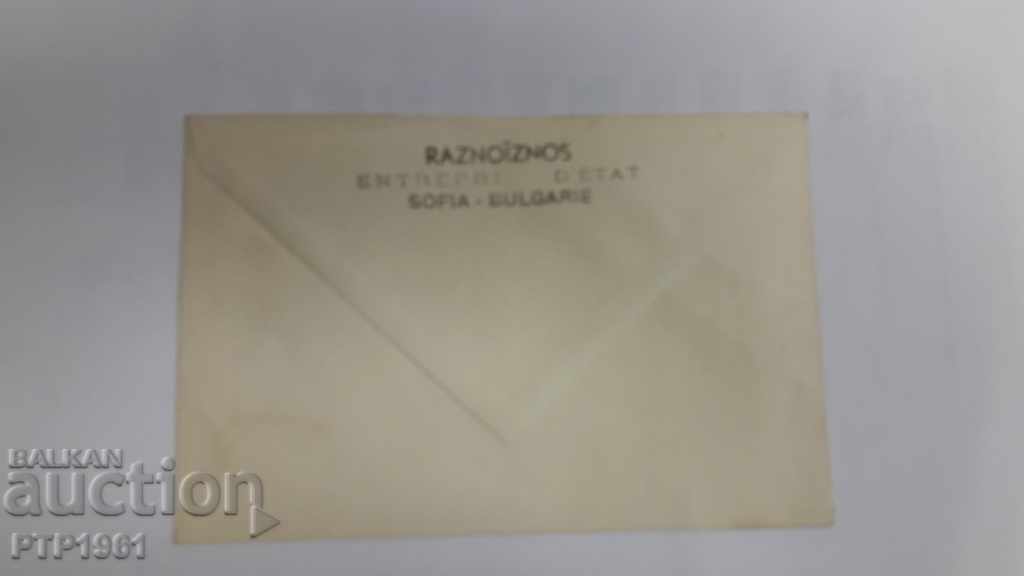 RAZNOÏZNOS
D'ETAT
SOFIA - BULGARIE
BALKAN
auction
PTP1961